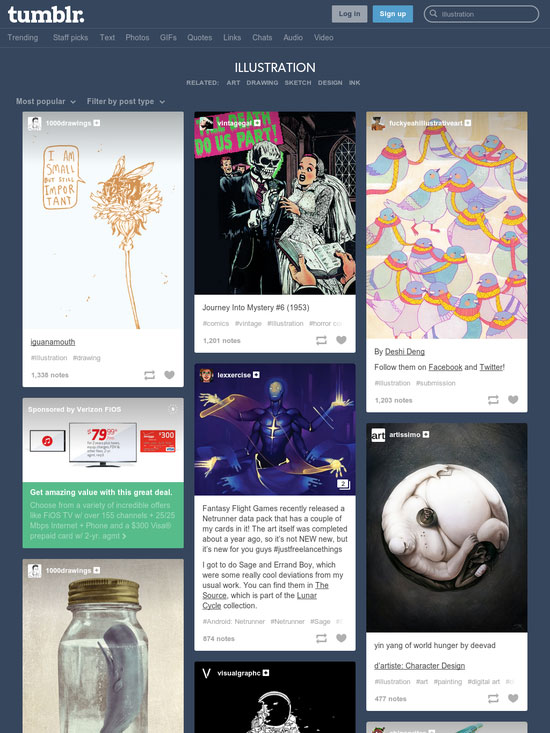 tumblr.
Log in
Sign up
illustration
Trending Staff picks Text Photos GIFs Quotes Links Chats Audio Video
ILLUSTRATION
RELATED: ART DRAWING SKETCH DESIGN INK
Most popular
Filter by post type
1000drawings
I AM
SMALL
BUT STILL
IMPOR
TANT
iguanamouth
#illustration #drawing
1,335 notes
Sponsored by Verizon FiOS
$79.99
$300
Get amazing value with this great deal.
Choose from a variety of incredible offers
like FiOS TV w/ over 155 channels + 25/25
Mbps Internet + Phone and a $300 Visa®
prepaid card w/ 2-yr. agmt >
1000drawings
vintagegal
TILL DEATH
DO US PART!
Journey Into Mystery #6 (1953)
#comics #vintage #illustration #horror co
1,201 notes
lexxercise
2
Fantasy Flight Games recently released a
Netrunner data pack that has a couple of
my cards in it! The art itself was completed
about a year ago, so it's not NEW new, but
it's new for you guys #justfreelancethings
I got to do Sage and Errand Boy, which
were some really cool deviations from my
usual work. You can find them in The
Source, which is part of the Lunar
Cycle collection.
#Android: Netrunner #Netrunner #Sage
874 notes
visualgraphc
fuckyeahillustrativeart
By Deshi Deng
Follow them on Facebook and Twitter!
#illustration #submission
1,203 notes
art
artissimo
yin yang of world hunger by deevad
d'artiste: Character Design
#illustration #art #painting #digital art
477 notes